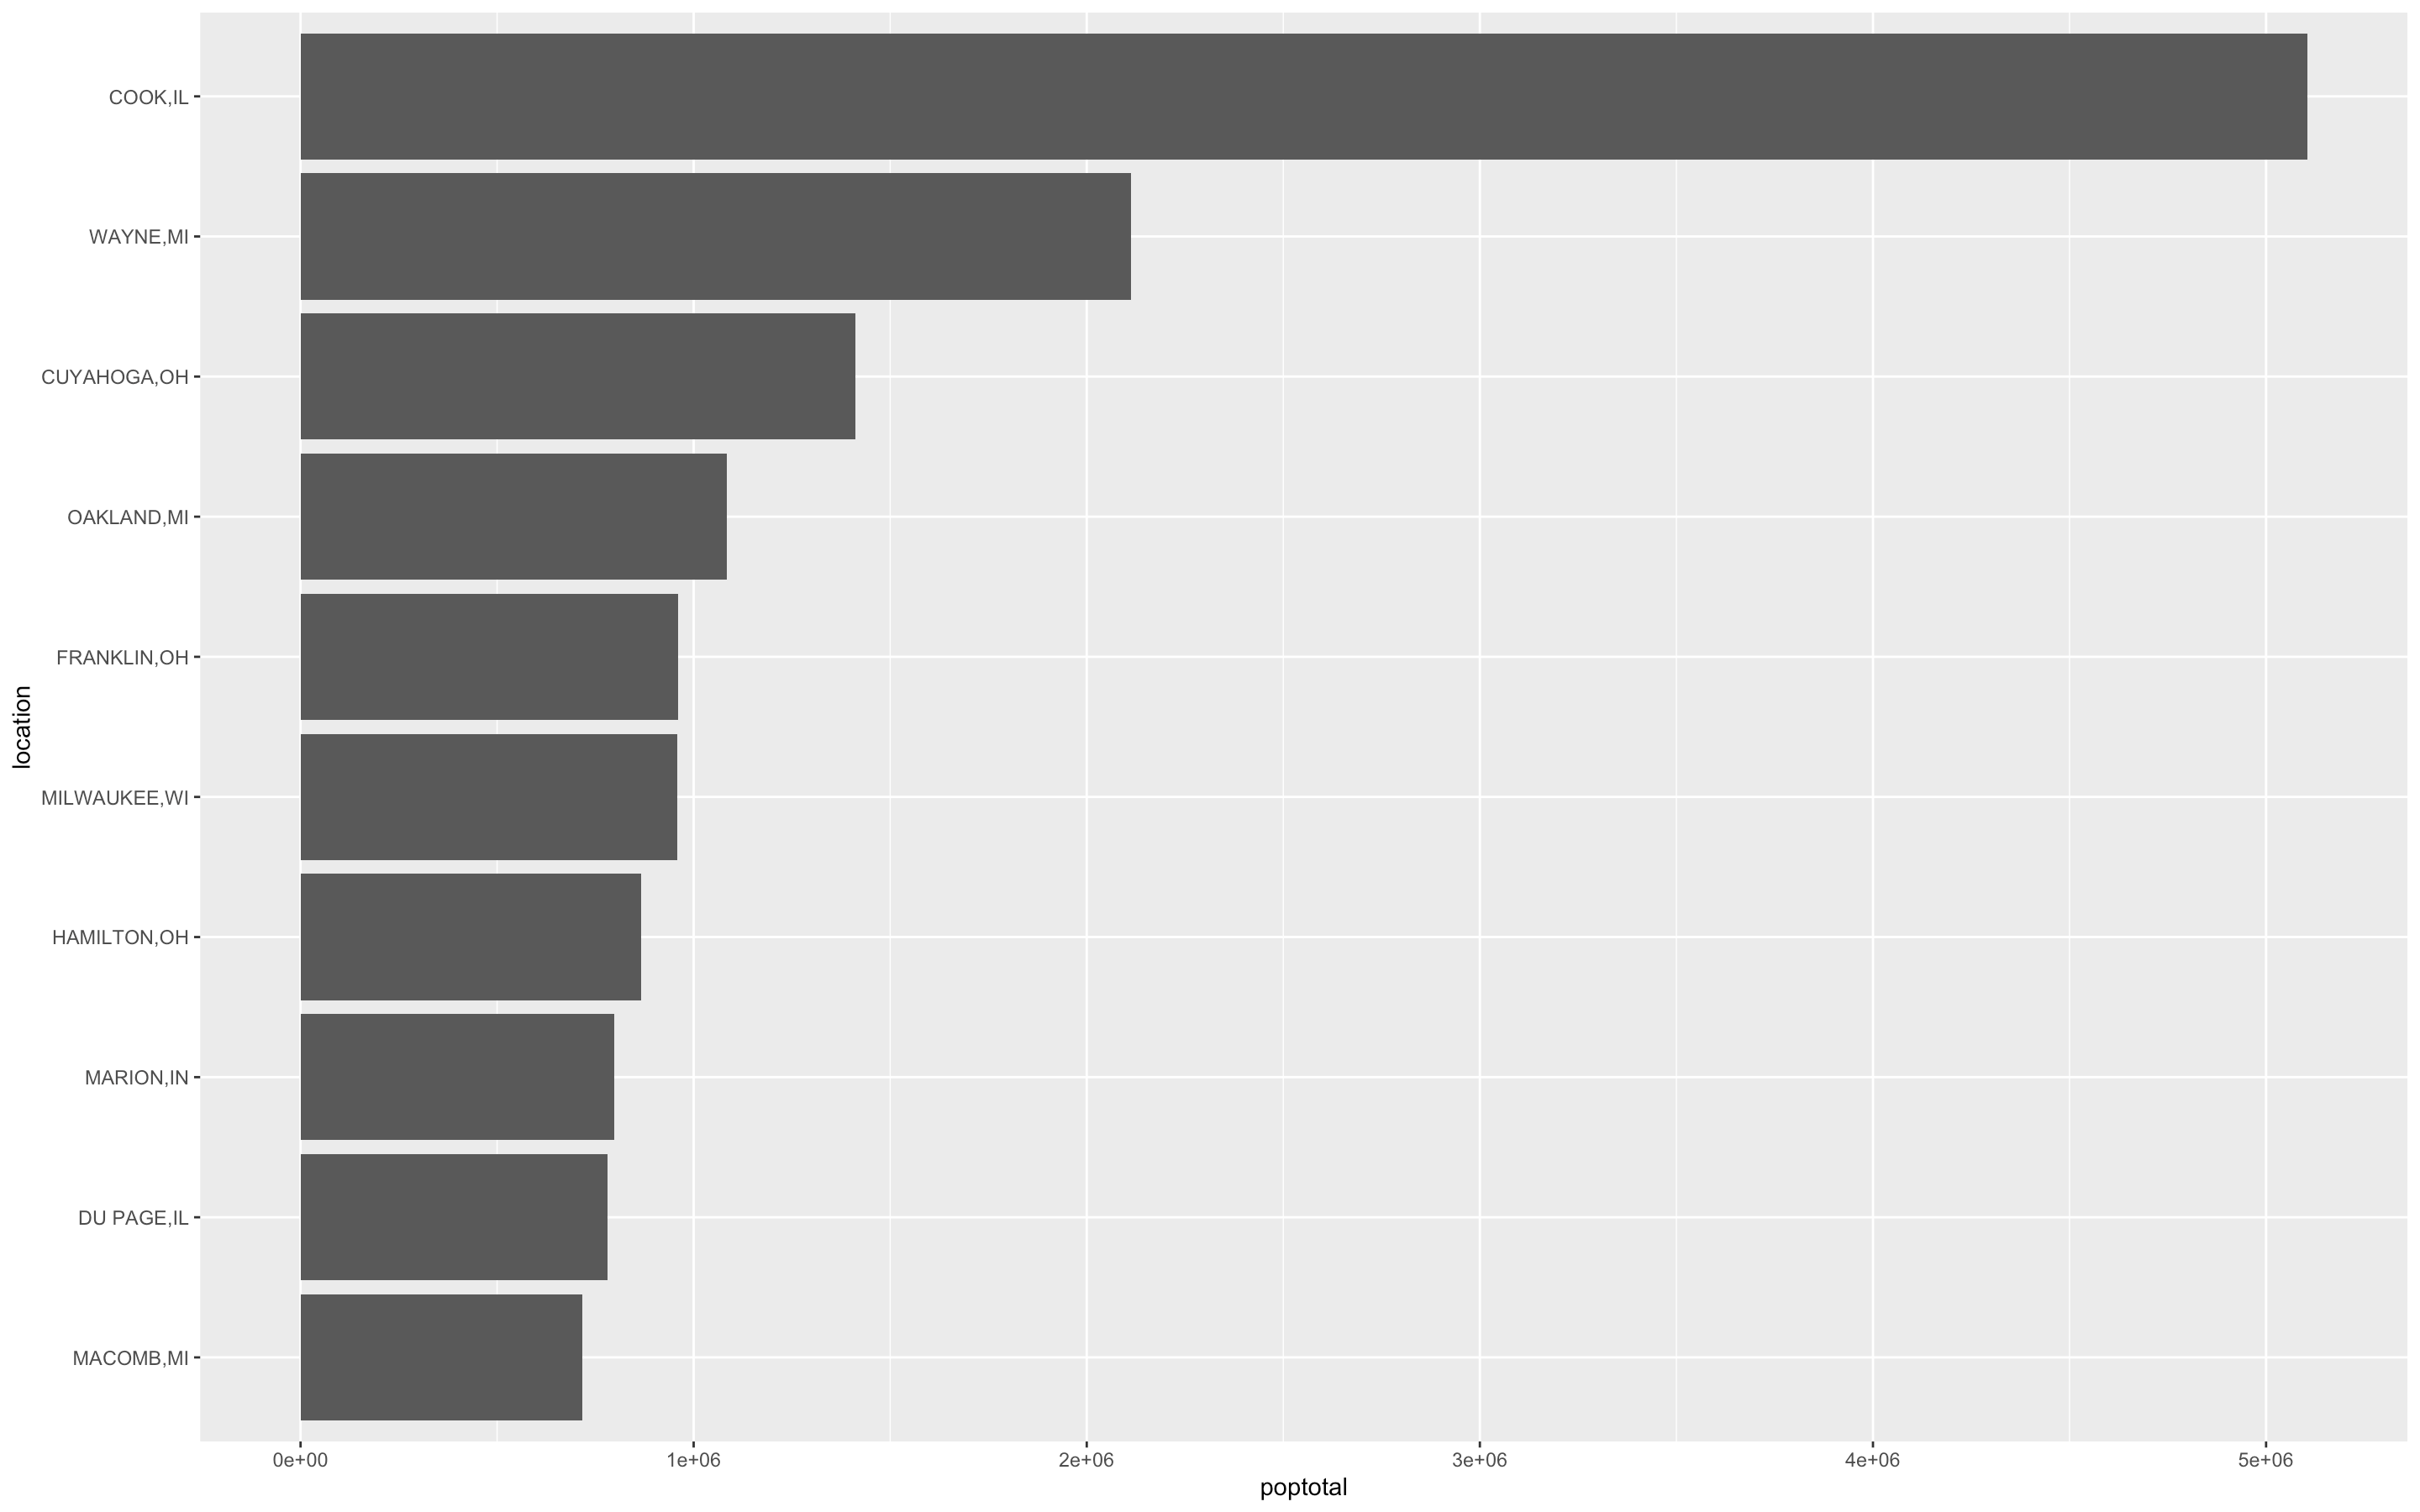 COOK,IL
WAYNE,MI
CUYAHOGA,OH
OAKLAND,MI
FRANKLIN,OH
location
MILWAUKEE,WI
HAMILTON,OH
MARION,IN
DU PAGE,IL
MACOMB,MI
0e+00 1e+06 2e+06 3e+06 4e+06 5e+06
poptotal